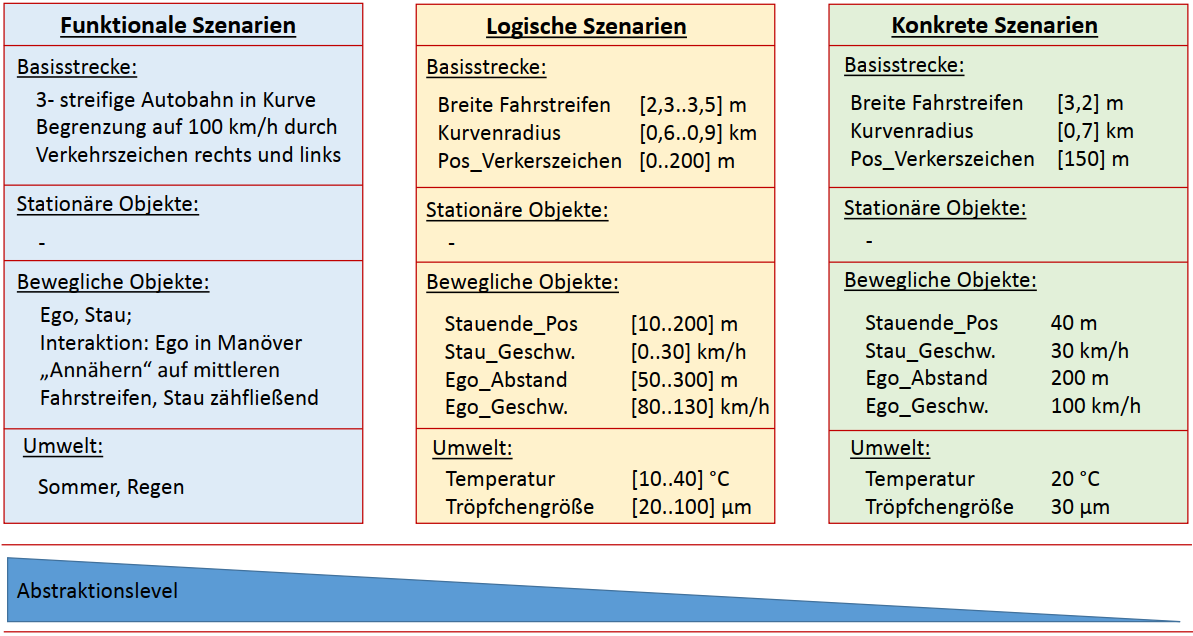 Funktionale Szenarien
Basisstrecke:
3- streifige Autobahn in Kurve
Begrenzung auf 100 km/h durch
Verkehrszeichen rechts und links
Stationäre Objekte:
-
Bewegliche Objekte:
Ego, Stau;
Interaktion: Ego in Manöver
„Annähern“ auf mittleren
Fahrstreifen, Stau zähfließend
Umwelt:
Sommer, Regen
Logische Szenarien
Basisstrecke:
Breite Fahrstreifen [2,3..3,5] m
Kurvenradius [0,6..0,9] km
Pos_Verkerszeichen [0..200] m
Stationäre Objekte:
-
Bewegliche Objekte:
Stauende_Pos [10..200] m
Stau_Geschw. [0..30] km/h
Ego_Abstand [50..300] m
Ego_Geschw. [80..130] km/h
Umwelt:
Temperatur [10..40] °C
Tröpfchengröße [20..100] µm
Konkrete Szenarien
Basisstrecke:
Breite Fahrstreifen [3,2] m
Kurvenradius [0,7] km
Pos_Verkerszeichen [150] m
Stationäre Objekte:
-
Bewegliche Objekte:
Stauende_Pos 40 m
Stau_Geschw. 30 km/h
Ego_Abstand 200 m
Ego_Geschw. 100 km/h
Umwelt:
Temperatur 20 °C
Tröpfchengröße 30 µm
Abstraktionslevel